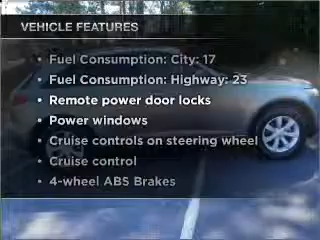 VEHICLE FEATURES
• Fuel Consumption: City: 17
• Fuel Consumption: Highway: 23
• Remote power door locks
• Power windows
• Cruise controls on steering wheel
• Cruise control
• 4-wheel ABS Brakes